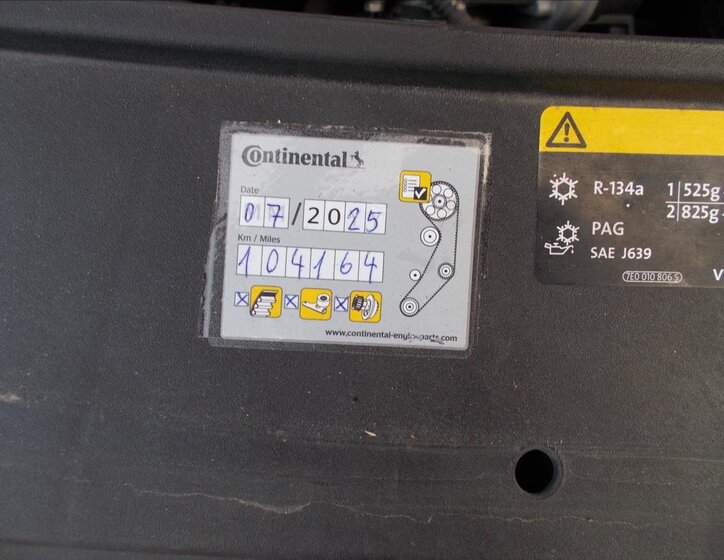 Continental
Date
07/2025
Km / Miles
104164
www.continental-engineparts.com
R-134a 1 525g
2 825g
PAG
SAE J639
7E0 010 806 S
V